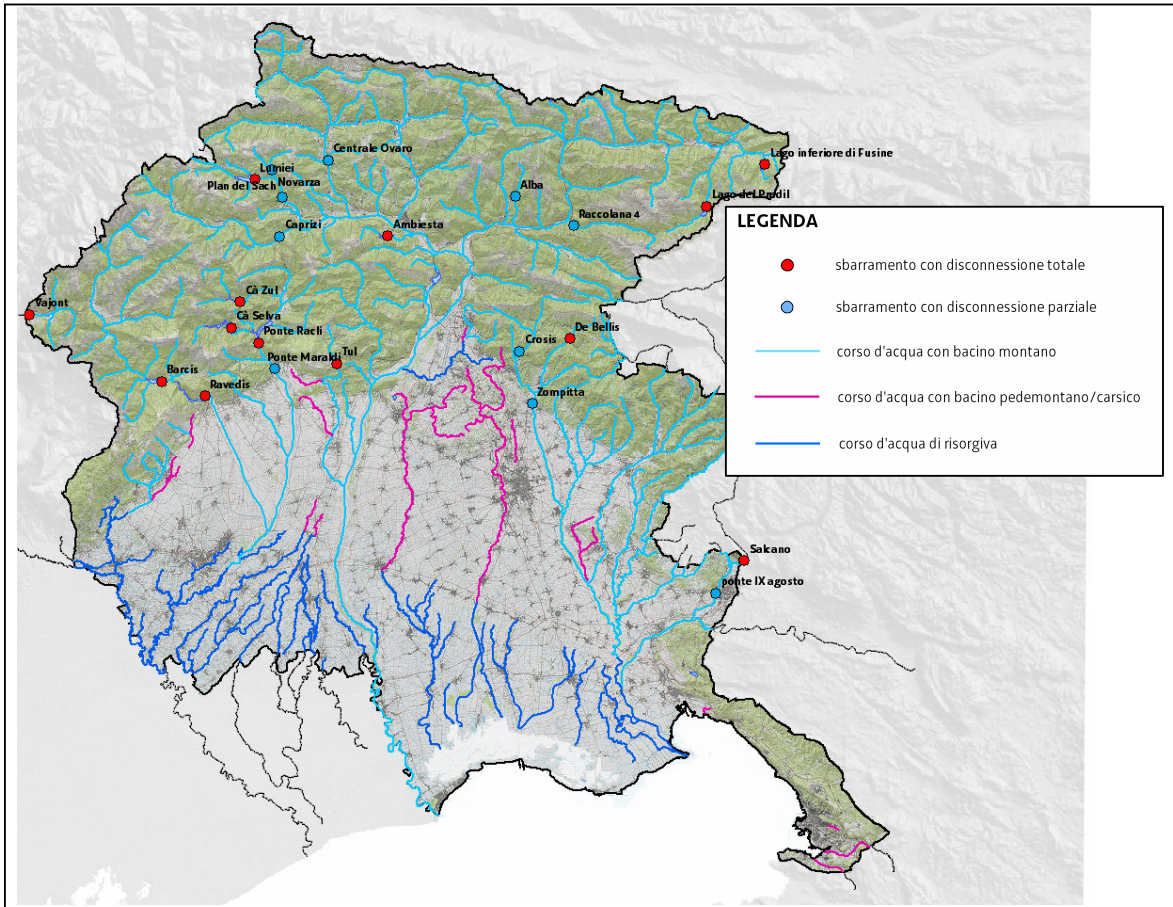 Centrale Ovaro
Lago inferiore di Fusine
Lumiei
Plan del Sach
Novarza
Alba
Lago del Predil
Caprizi
Ambiesta
Raccolana 4
LEGENDA
sbarramento con disconnessione totale
sbarramento con disconnessione parziale
corso d'acqua con bacino montano
corso d'acqua con bacino pedemontano/carsico
corso d'acqua di risorgiva
Cà Zul
Vajont
Cà Selva
Ponte Racli
De Bellis
Crosis
Ponte Maraldi
Tul
Barcis
Ravedis
Zompitta
Salcano
ponte IX agosto